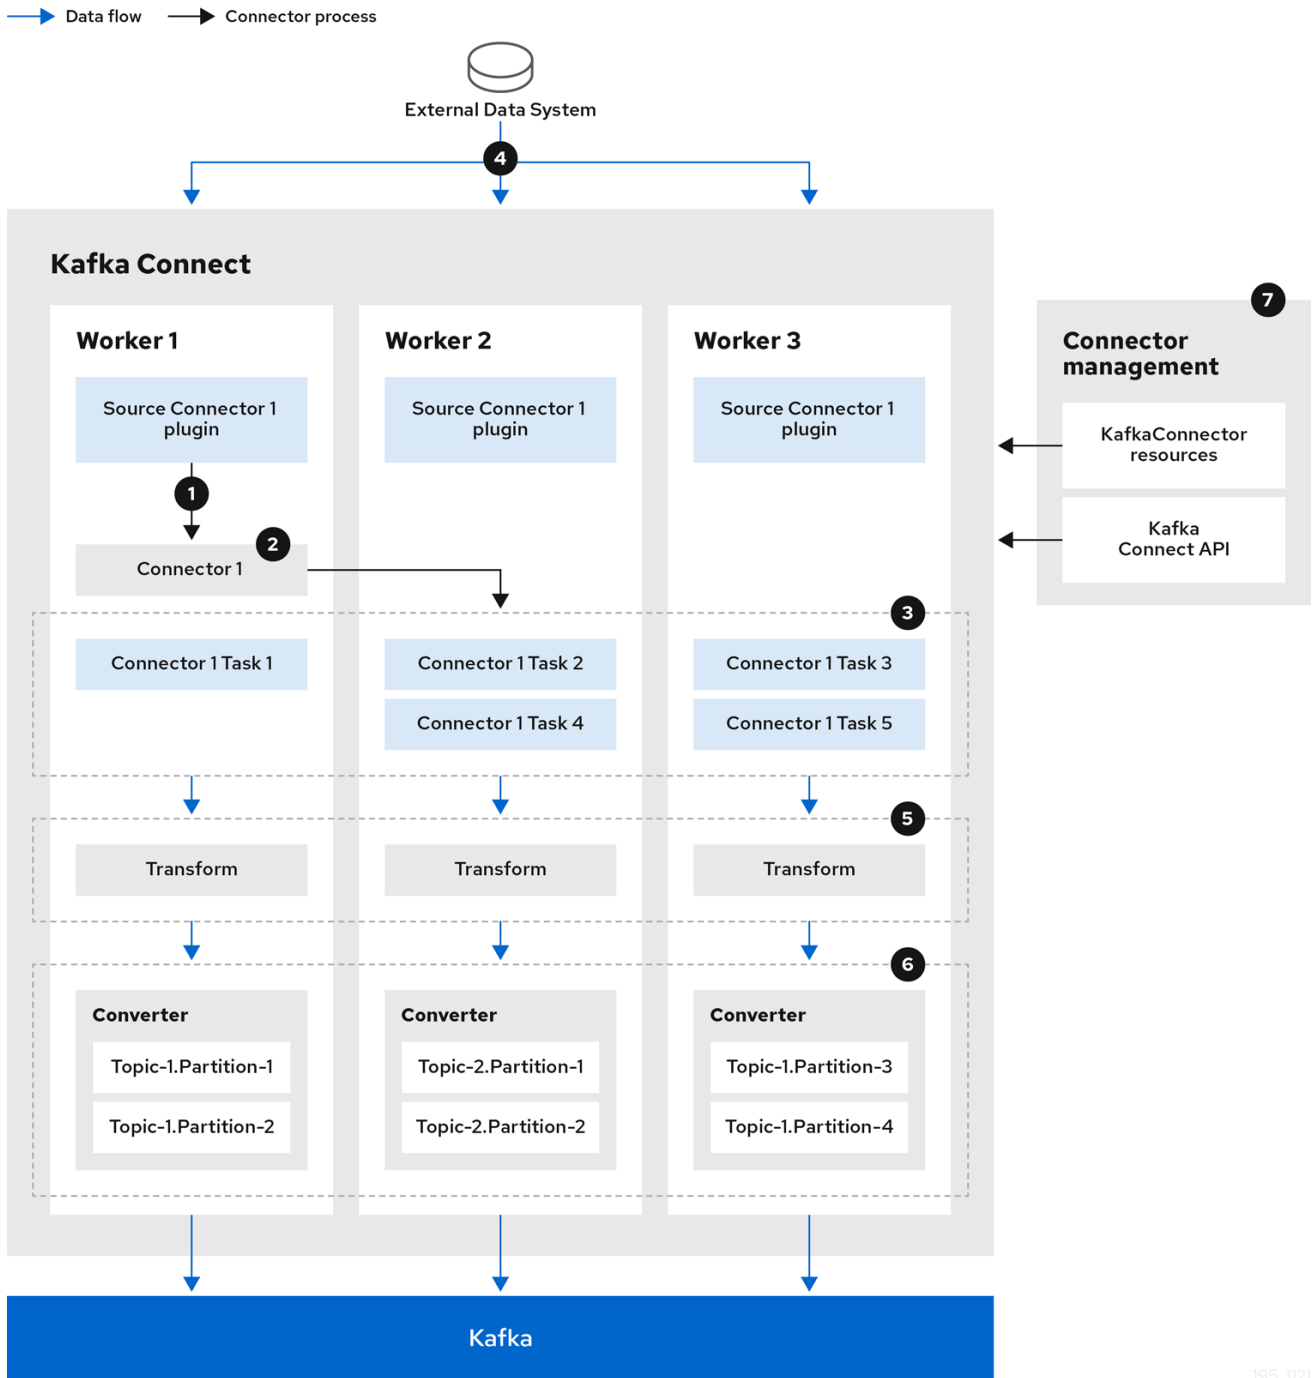 Data flow
Connector process
External Data System
4
Kafka Connect
7
Worker 1
Worker 2
Worker 3
Connector
management
Source Connector 1
plugin
Source Connector 1
plugin
Source Connector 1
plugin
KafkaConnector
resources
1
Kafka
Connect API
2
Connector 1
3
Connector 1 Task 1
Connector 1 Task 2
Connector 1 Task 3
Connector 1 Task 4
Connector 1 Task 5
5
Transform
Transform
Transform
6
Converter
Converter
Converter
Topic-1.Partition-1
Topic-2.Partition-1
Topic-1.Partition-3
Topic-1.Partition-2
Topic-2.Partition-2
Topic-1.Partition-4
Kafka
195_1121